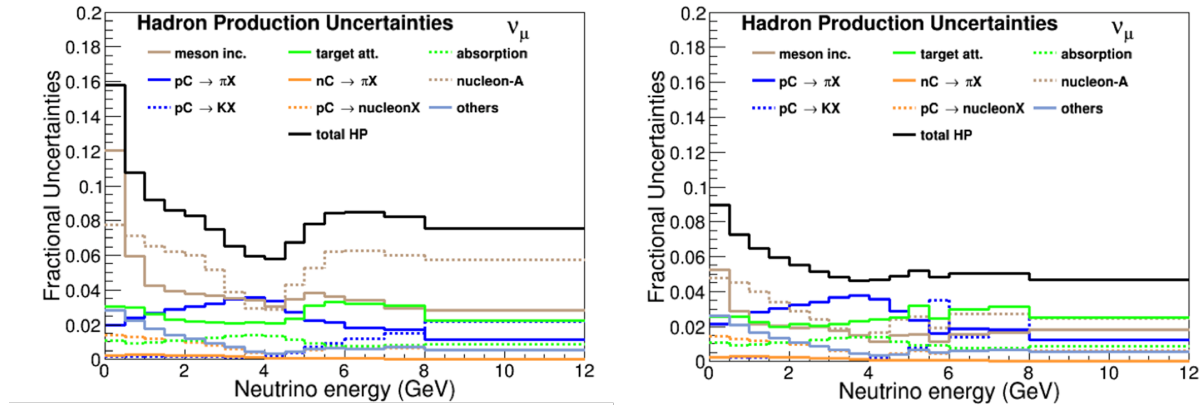 Hadron Production Uncertainties
ν_μ
meson inc.
target att.
absorption
pC → πX
nC → πX
nucleon-A
pC → KX
pC → nucleonX
others
total HP
Fractional Uncertainties
0.2
0.18
0.16
0.14
0.12
0.1
0.08
0.06
0.04
0.02
0
0 2 4 6 8 10 12
Neutrino energy (GeV)
Hadron Production Uncertainties
ν_μ
meson inc.
target att.
absorption
pC → πX
nC → πX
nucleon-A
pC → KX
pC → nucleonX
others
total HP
Fractional Uncertainties
0.2
0.18
0.16
0.14
0.12
0.1
0.08
0.06
0.04
0.02
0
0 2 4 6 8 10 12
Neutrino energy (GeV)